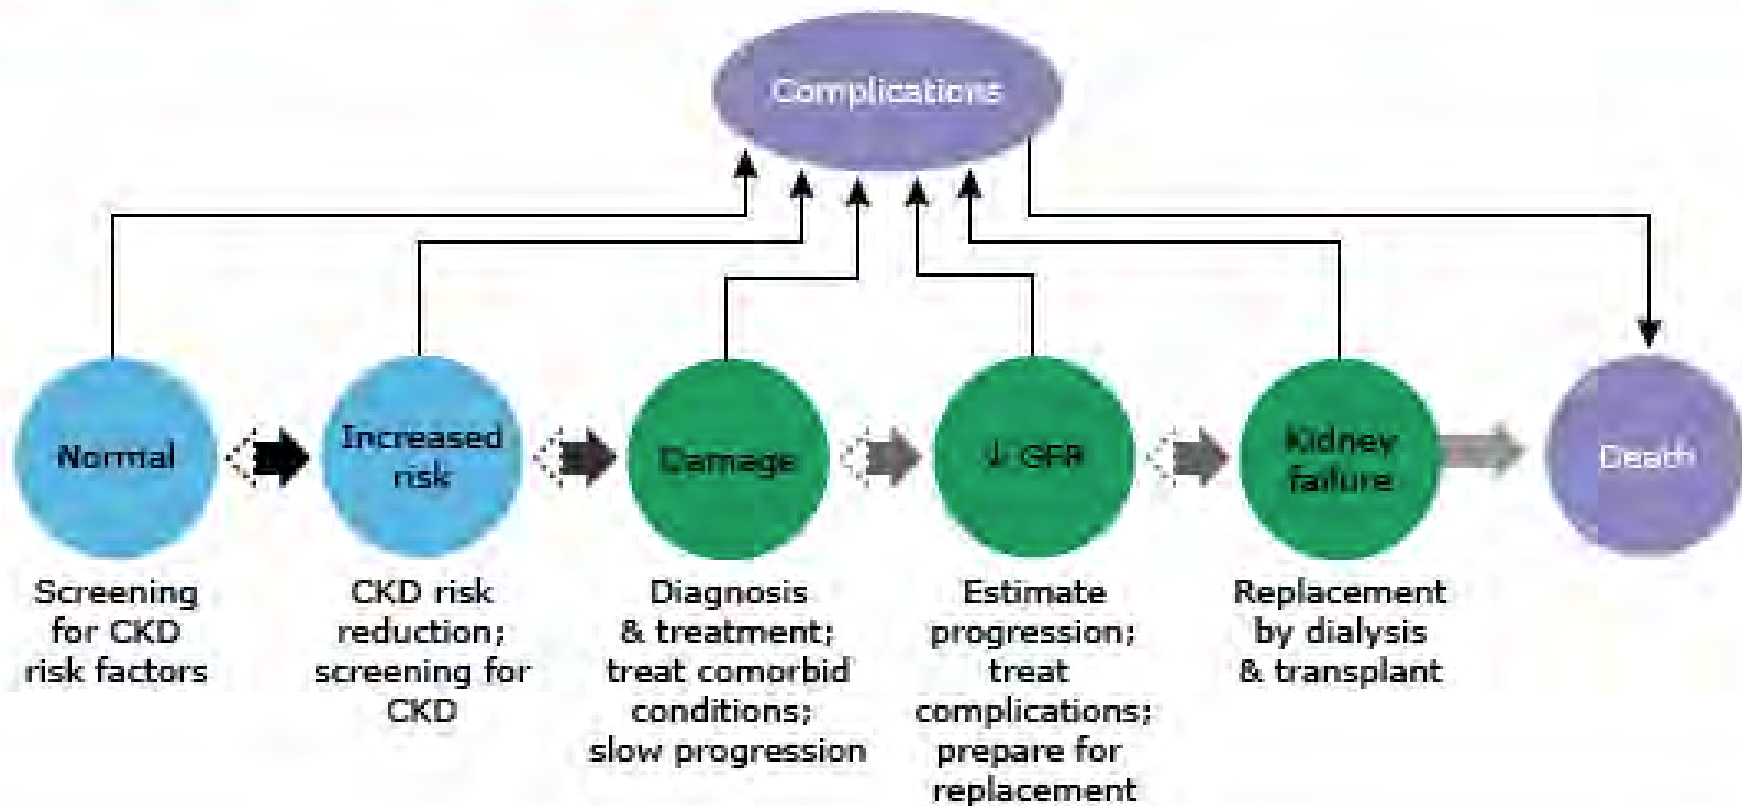 Complications
Normal
Increased
risk
Damage
↓ GFR
Kidney
failure
Death
Screening
for CKD
risk factors
CKD risk
reduction;
screening for
CKD
Diagnosis
& treatment;
treat comorbid
conditions;
slow progression
Estimate
progression;
treat
complications;
prepare for
replacement
Replacement
by dialysis
& transplant